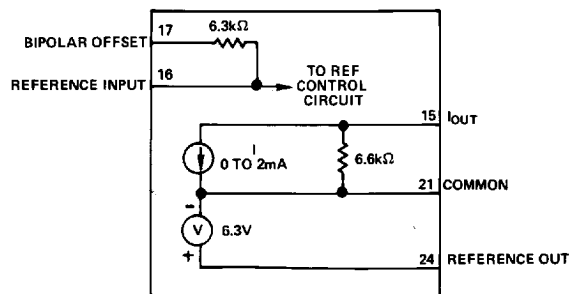 17
BIPOLAR OFFSET
6.3kΩ
16
REFERENCE INPUT
TO REF
CONTROL
CIRCUIT
15 IOUT
I
0 TO 2mA
6.6kΩ
21 COMMON
-
V 6.3V
+
24 REFERENCE OUT